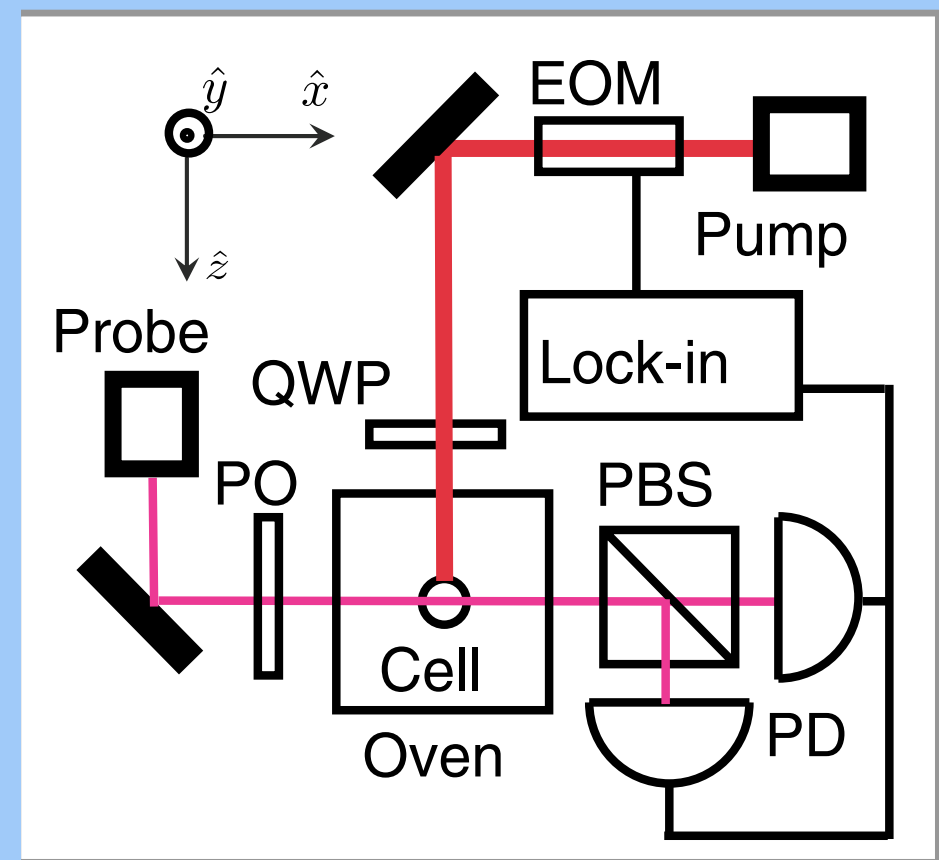 EOM
ŷ
x̂
Pump
ẑ
Probe
Lock-in
QWP
PO
PBS
Cell
PD
Oven